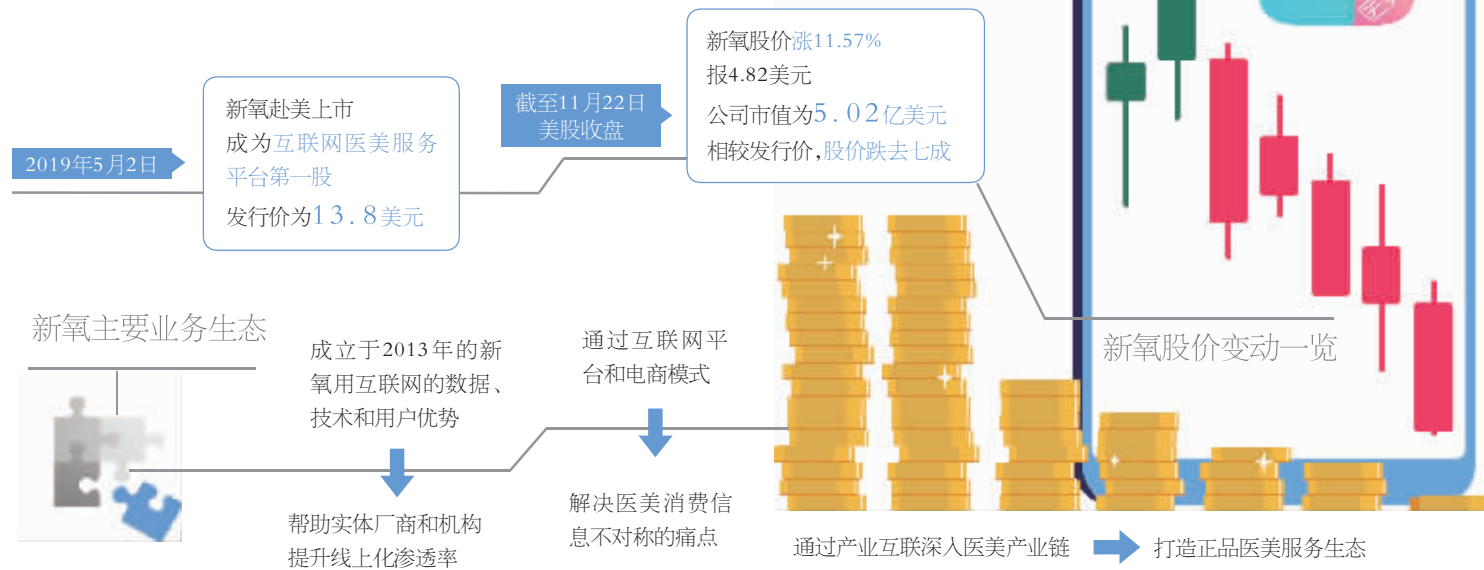 2019年5月2日
新氧赴美上市
成为互联网医美服务
平台第一股
发行价为13.8美元
截至11月22日
美股收盘
新氧股价涨11.57%
报4.82美元
公司市值为5.02亿美元
相较发行价,股价跌去七成
新氧股价变动一览
新氧主要业务生态
成立于2013年的新
氧用互联网的数据、
技术和用户优势
帮助实体厂商和机构
提升线上化渗透率
通过互联网平
台和电商模式
解决医美消费信
息不对称的痛点
通过产业互联深入医美产业链
打造正品医美服务生态